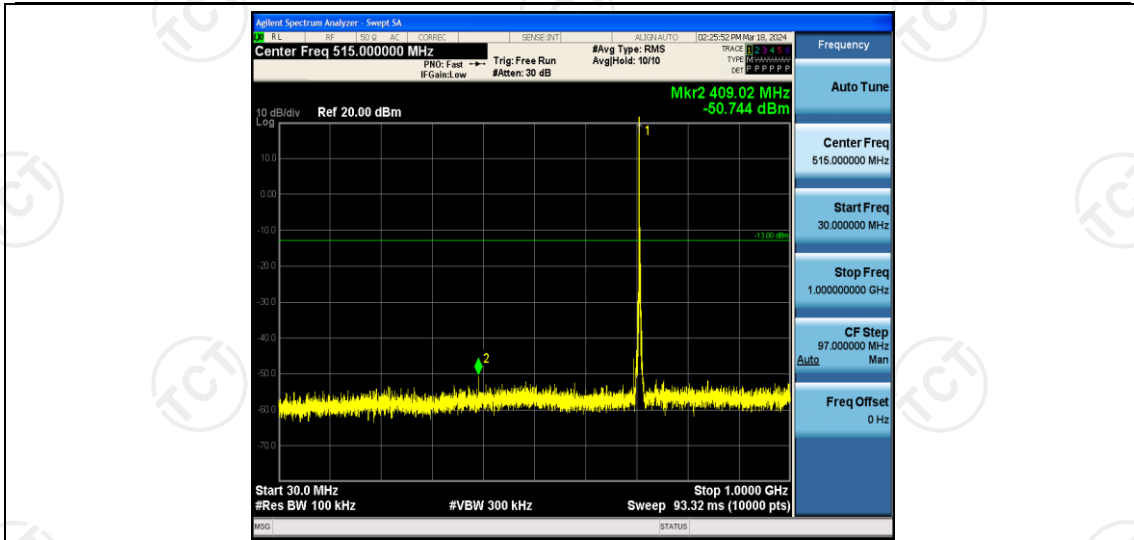 Agilent Spectrum Analyzer - Swept SA
LXI RL RF 50 Ω AC CORREC SENSE:INT ALIGN AUTO 02:25:52 PM Mar 18, 2024
Center Freq 515.000000 MHz
PNO: Fast
IFGain:Low
Trig: Free Run
#Atten: 30 dB
#Avg Type: RMS
Avg|Hold: 10/10
TRACE 1 2 3 4 5 6
TYPE M
DET P P P P P P
Mkr2 409.02 MHz
-50.744 dBm
10 dB/div Ref 20.00 dBm
Log
10.0
0.00
-10.0
-20.0
-30.0
-40.0
-50.0
-60.0
-70.0
1
-13.00 dBm
2
Start 30.0 MHz Stop 1.0000 GHz
#Res BW 100 kHz #VBW 300 kHz Sweep 93.32 ms (10000 pts)
MSG STATUS
Frequency
Auto Tune
Center Freq
515.000000 MHz
Start Freq
30.000000 MHz
Stop Freq
1.000000000 GHz
CF Step
97.000000 MHz
Auto Man
Freq Offset
0 Hz
TCT
TCT
TCT
TCT